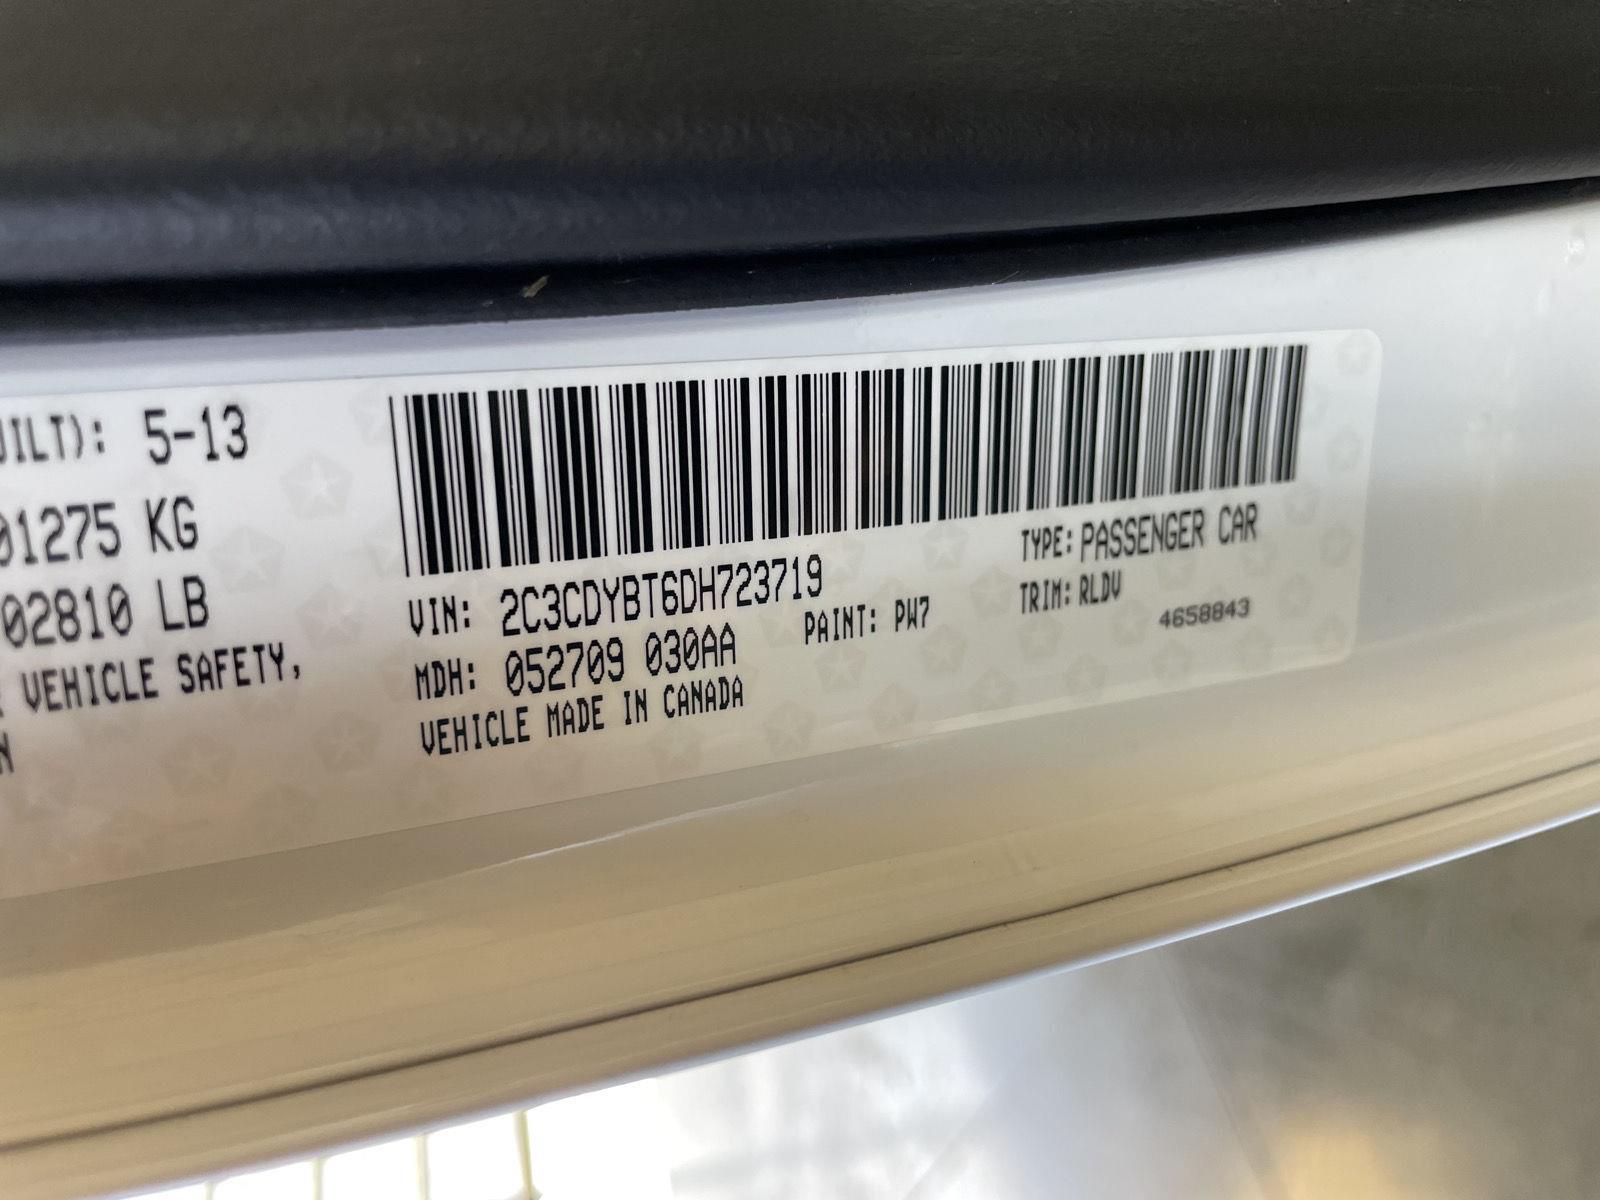 UILT): 5-13
01275 KG
02810 LB
VEHICLE SAFETY,
N
VIN: 2C3CDYBT6DH723719
MDH: 052709 030AA
PAINT: PW7
VEHICLE MADE IN CANADA
TYPE: PASSENGER CAR
TRIM: RLDV
4658843